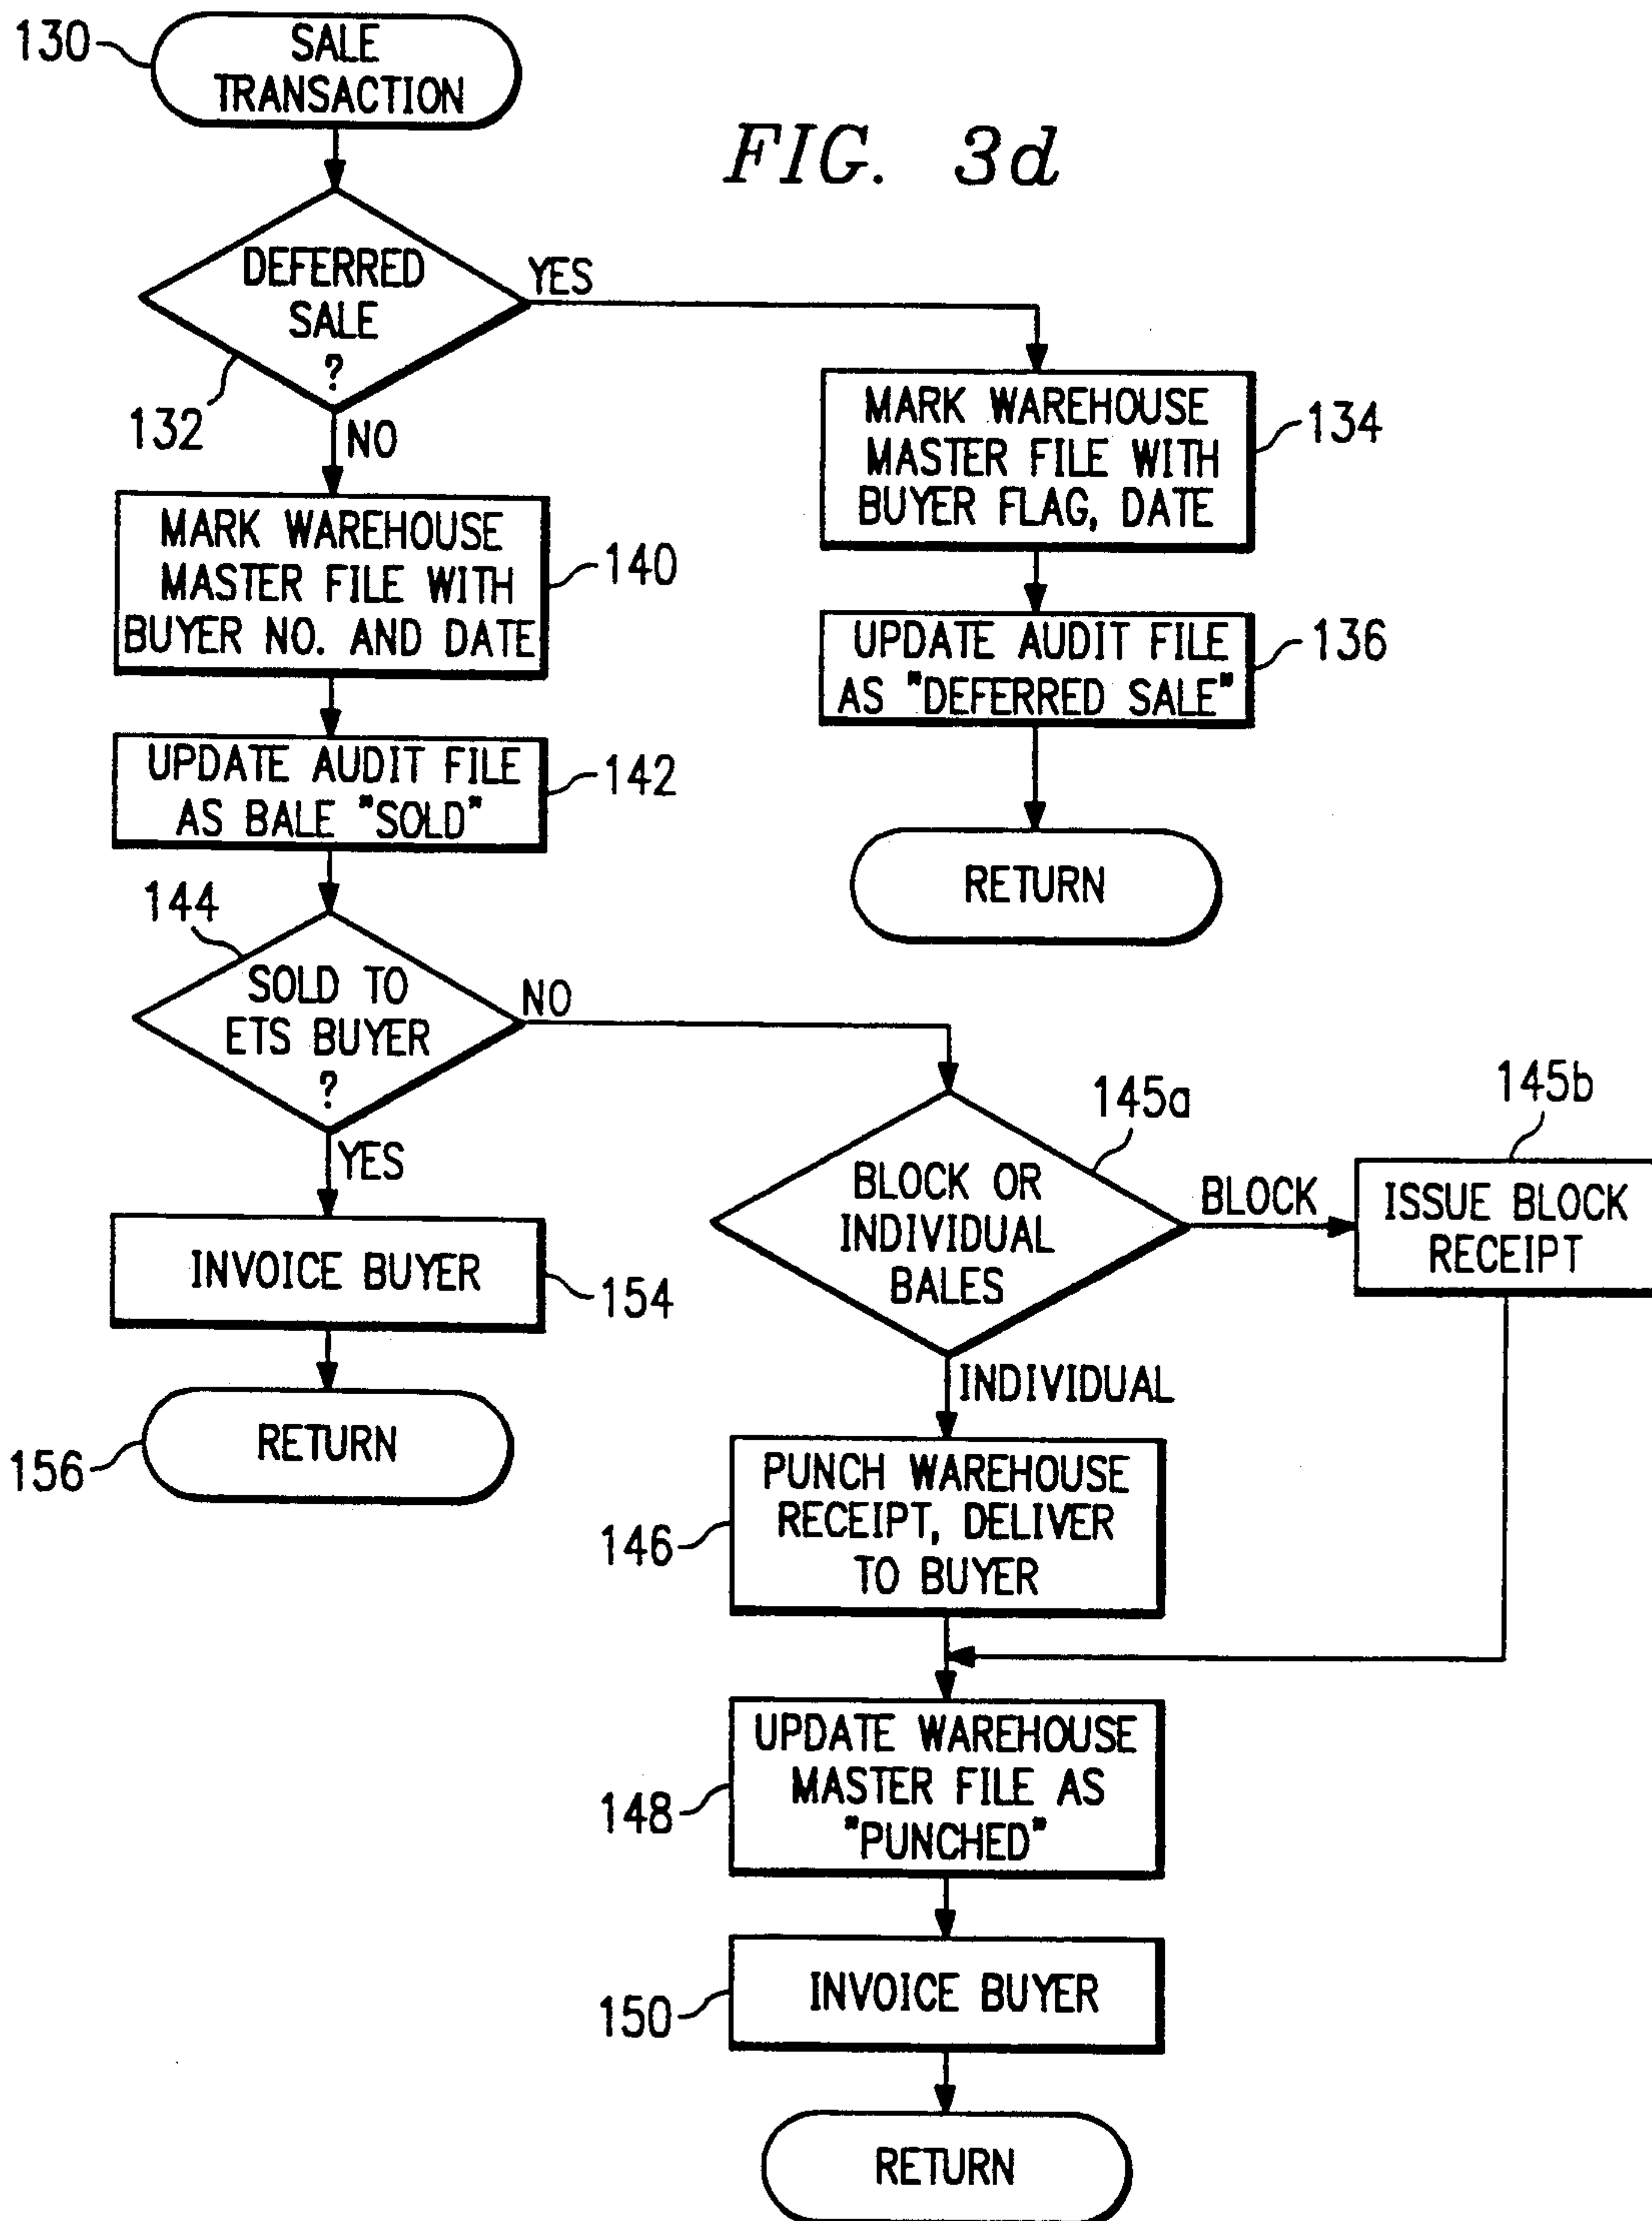 130
SALE
TRANSACTION
FIG. 3d
DEFERRED
SALE
?
YES
132
NO
MARK WAREHOUSE
MASTER FILE WITH
BUYER FLAG, DATE
134
MARK WAREHOUSE
MASTER FILE WITH
BUYER NO. AND DATE
140
UPDATE AUDIT FILE
AS "DEFERRED SALE"
136
UPDATE AUDIT FILE
AS BALE "SOLD"
142
RETURN
144
SOLD TO
ETS BUYER
?
NO
YES
145a
145b
BLOCK OR
INDIVIDUAL
BALES
BLOCK
ISSUE BLOCK
RECEIPT
INVOICE BUYER
154
INDIVIDUAL
RETURN
156
PUNCH WAREHOUSE
RECEIPT, DELIVER
TO BUYER
146
UPDATE WAREHOUSE
MASTER FILE AS
"PUNCHED"
148
INVOICE BUYER
150
RETURN